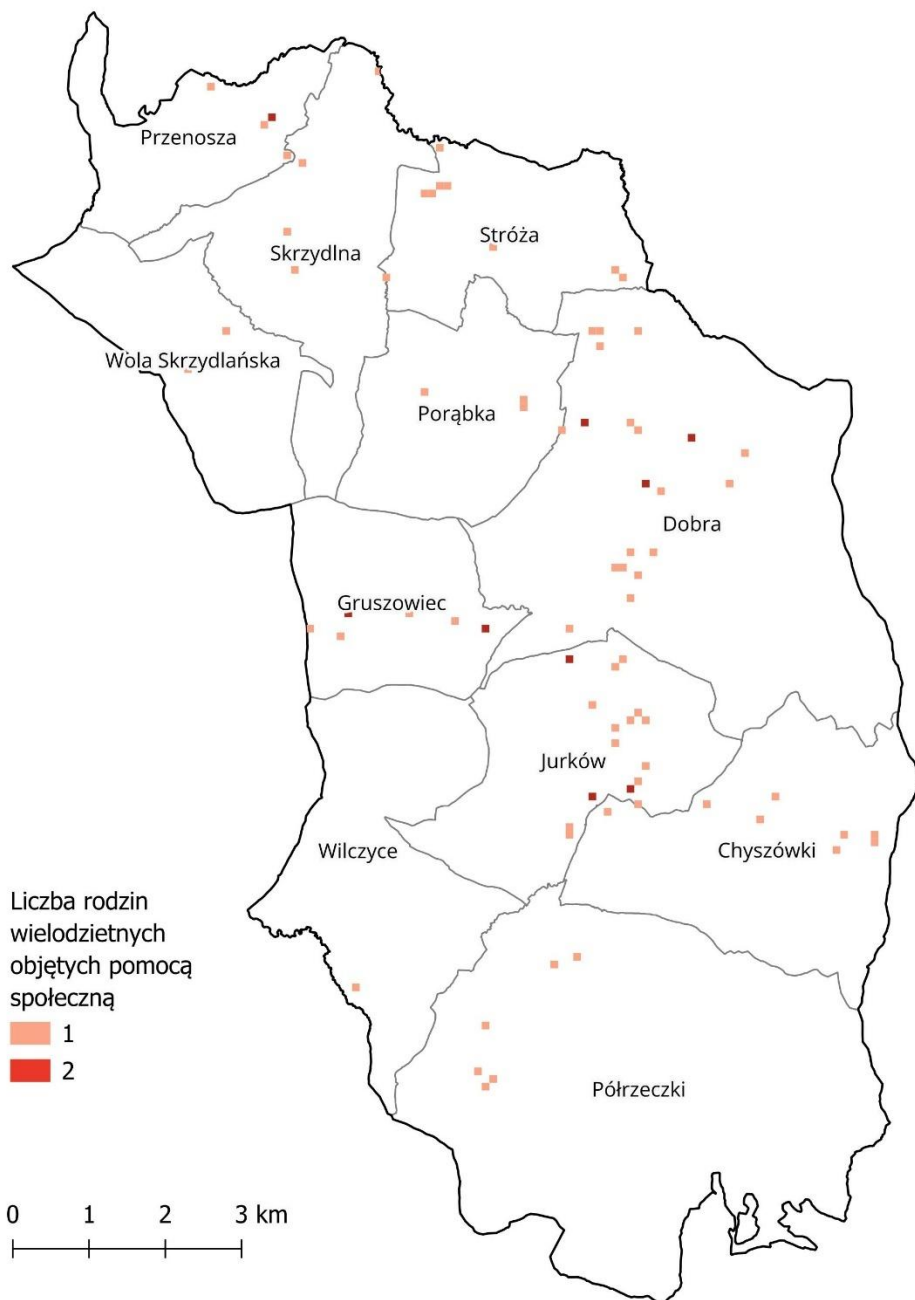 Przenosza
Skrzydlna
Stróża
Wola Skrzydlańska
Porąbka
Dobra
Gruszowiec
Jurków
Wilczyce
Chyszówki
Półrzeczki
Liczba rodzin
wielodzietnych
objętych pomocą
społeczną
1
2
0 1 2 3 km